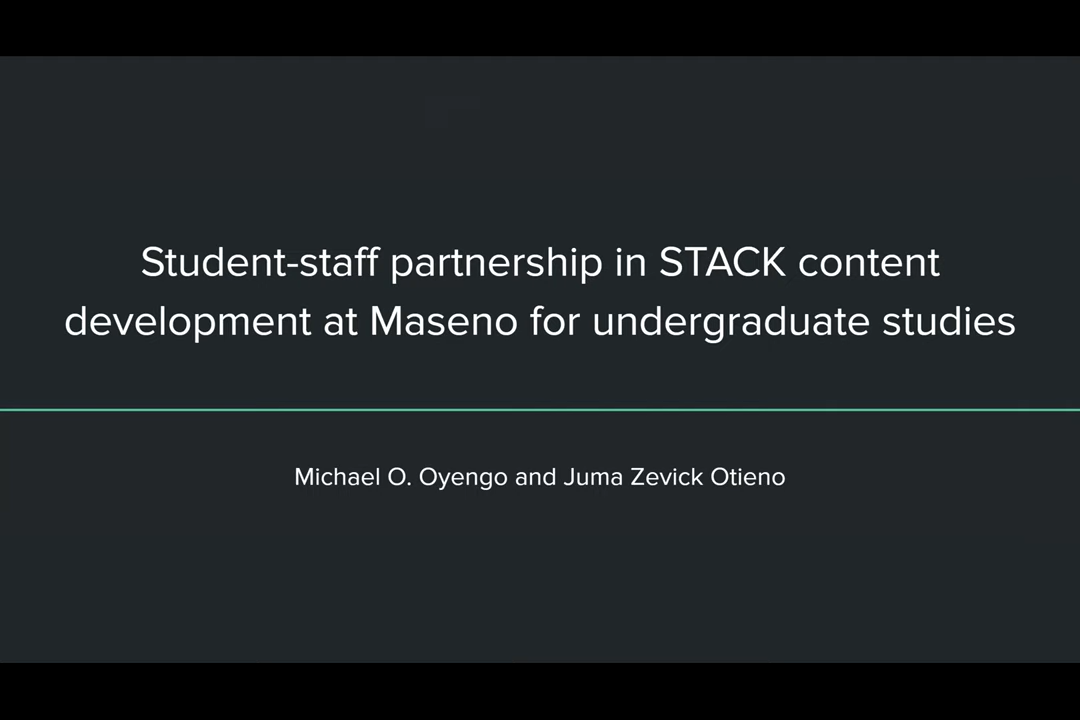 Student-staff partnership in STACK content
development at Maseno for undergraduate studies
Michael O. Oyengo and Juma Zevick Otieno